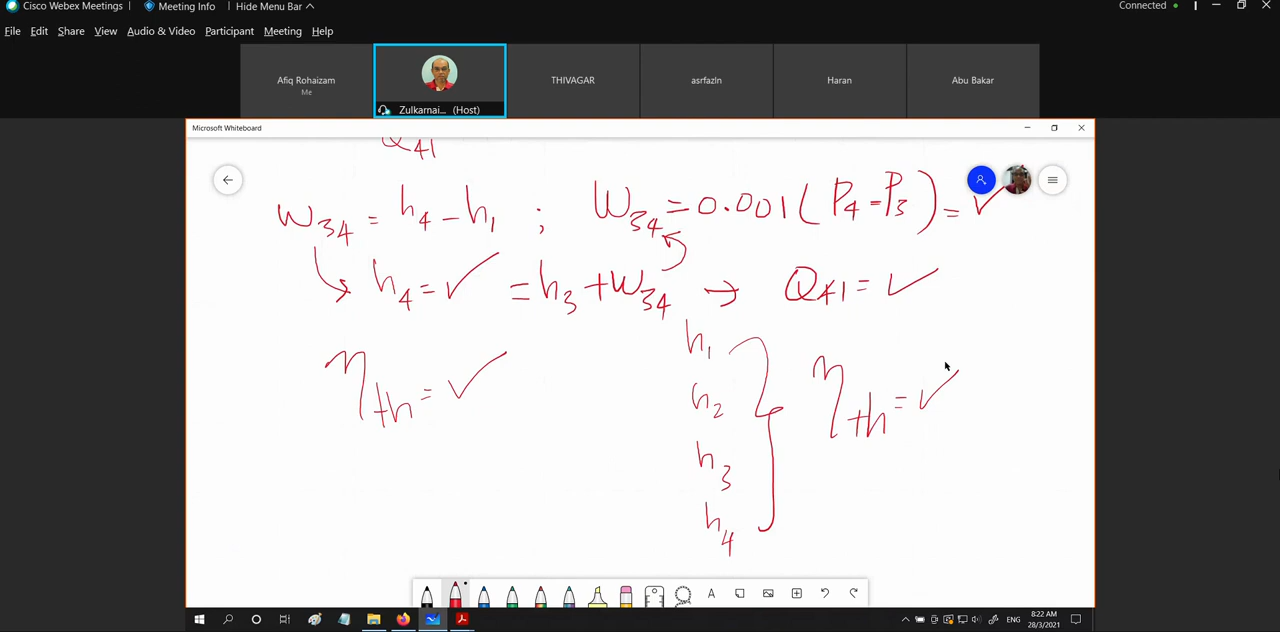 Cisco Webex Meetings | Meeting Info | Hide Menu Bar Connected
File Edit Share View Audio & Video Participant Meeting Help
Afiq Rohaizam
Me
Zulkarnai... (Host)
THIVAGAR
asrfazln
Haran
Abu Bakar
Microsoft Whiteboard
Q41
W34 = h4 - h1 ; W34 = 0.001 ( P4 - P3 ) = ✓
↳ h4 = ✓ = h3 + W34 → Q41 = ✓
ηth = ✓
h1
h2
h3
h4
ηth = ✓
A
ENG
8:22 AM
28/3/2021